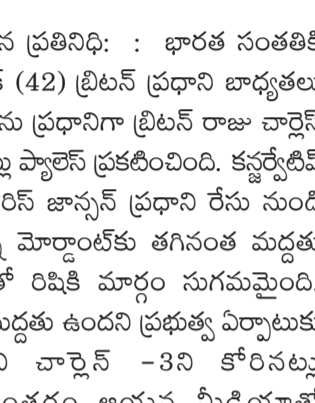 న ప్రతినిధి: : భారత సంతతికి
(42) బ్రిటన్ ప్రధాని బాధ్యతలు
ను ప్రధానిగా బ్రిటన్ రాజు చార్లెస్
ప్యాలెస్ ప్రకటించింది. కన్జర్వేటివ్
రిస్ జాన్సన్ ప్రధాని రేసు నుండి
మోర్డాంట్‌కు తగినంత మద్దతు
తో రిషికి మార్గం సుగమమైంది.
మద్దతు ఉందని ప్రభుత్వ ఏర్పాటుకు
ని చార్లెస్ -3ని కోరినట్లు